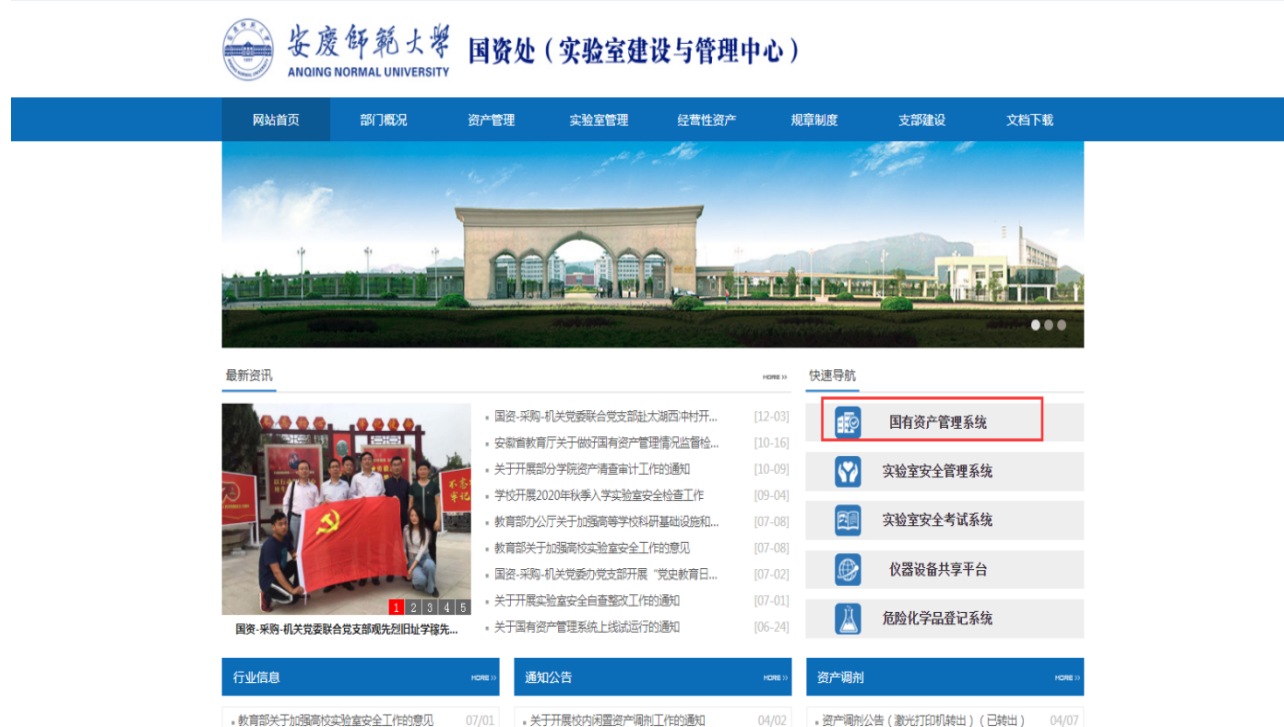 安慶師範大學
ANQING NORMAL UNIVERSITY
国资处（实验室建设与管理中心）
网站首页 部门概况 资产管理 实验室管理 经营性资产 规章制度 支部建设 文档下载
最新资讯
HOME >>
国资-采购-机关党委联合党支部赴太湖西冲村开... [12-03]
安徽省教育厅关于做好国有资产管理情况监督检... [10-16]
关于开展部分学院资产清查审计工作的通知 [10-09]
学校开展2020年秋季入学实验室安全检查工作 [09-04]
教育部办公厅关于加强高等学校科研基础设施和... [07-08]
教育部关于加强高校实验室安全工作的意见 [07-08]
国资-采购-机关党委办党支部开展“党史教育日... [07-02]
关于开展实验室安全自查整改工作的通知 [07-01]
关于国有资产管理系统上线试运行的通知 [06-24]
1 2 3 4 5
国资-采购-机关党委联合党支部观先烈旧址学稼先...
快速导航
国有资产管理系统
实验室安全管理系统
实验室安全考试系统
仪器设备共享平台
危险化学品登记系统
行业信息 HOME >>
教育部关于加强高校实验室安全工作的意见 07/01
通知公告 HOME >>
关于开展校内闲置资产调剂工作的通知 04/02
资产调剂 HOME >>
资产调剂公告（激光打印机转出）（已转出） 04/07